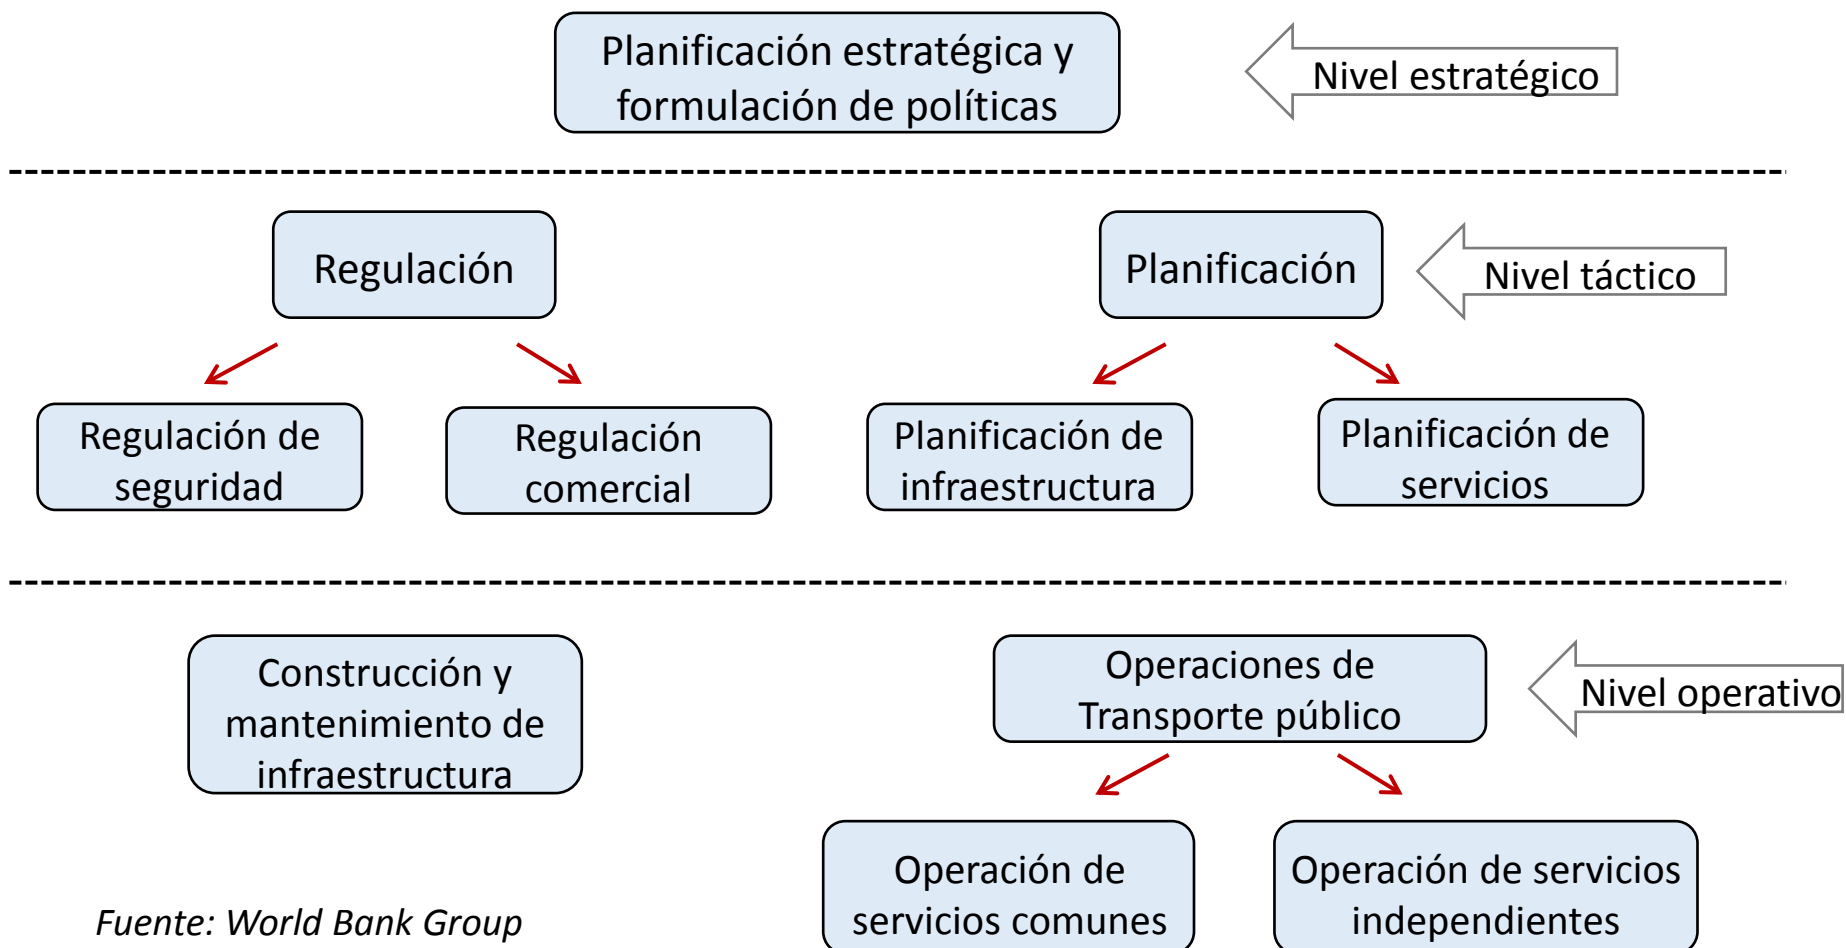 Planificación estratégica y
formulación de políticas
Nivel estratégico
Regulación
Planificación
Nivel táctico
Regulación de
seguridad
Regulación
comercial
Planificación de
infraestructura
Planificación de
servicios
Construcción y
mantenimiento de
infraestructura
Operaciones de
Transporte público
Nivel operativo
Operación de
servicios comunes
Operación de servicios
independientes
Fuente: World Bank Group